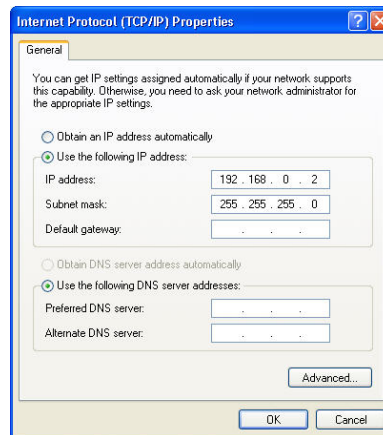 Internet Protocol (TCP/IP) Properties
General
You can get IP settings assigned automatically if your network supports
this capability. Otherwise, you need to ask your network administrator for
the appropriate IP settings.
Obtain an IP address automatically
Use the following IP address:
IP address: 192 . 168 . 0 . 2
Subnet mask: 255 . 255 . 255 . 0
Default gateway: . . .
Obtain DNS server address automatically
Use the following DNS server addresses:
Preferred DNS server: . . .
Alternate DNS server: . . .
Advanced...
OK Cancel